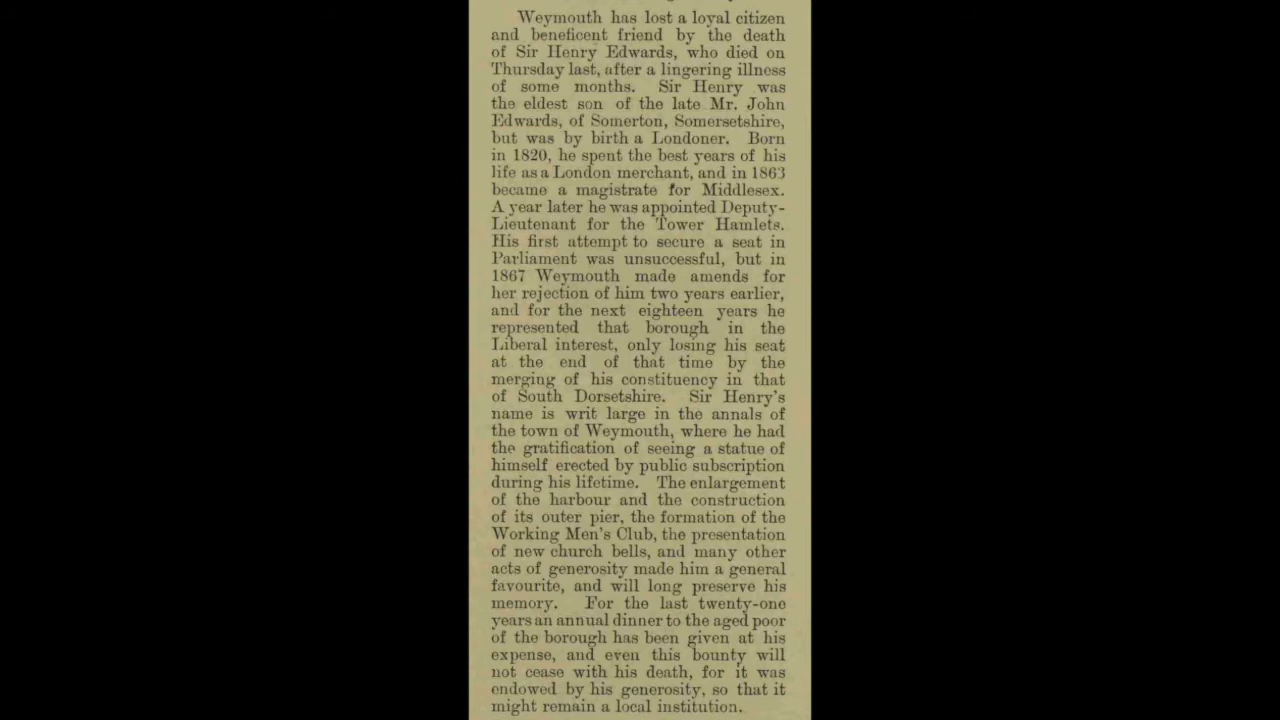 Weymouth has lost a loyal citizen
and beneficent friend by the death
of Sir Henry Edwards, who died on
Thursday last, after a lingering illness
of some months. Sir Henry was
the eldest son of the late Mr. John
Edwards, of Somerton, Somersetshire,
but was by birth a Londoner. Born
in 1820, he spent the best years of his
life as a London merchant, and in 1863
became a magistrate for Middlesex.
A year later he was appointed Deputy-
Lieutenant for the Tower Hamlets.
His first attempt to secure a seat in
Parliament was unsuccessful, but in
1867 Weymouth made amends for
her rejection of him two years earlier,
and for the next eighteen years he
represented that borough in the
Liberal interest, only losing his seat
at the end of that time by the
merging of his constituency in that
of South Dorsetshire. Sir Henry's
name is writ large in the annals of
the town of Weymouth, where he had
the gratification of seeing a statue of
himself erected by public subscription
during his lifetime. The enlargement
of the harbour and the construction
of its outer pier, the formation of the
Working Men's Club, the presentation
of new church bells, and many other
acts of generosity made him a general
favourite, and will long preserve his
memory. For the last twenty-one
years an annual dinner to the aged poor
of the borough has been given at his
expense, and even this bounty will
not cease with his death, for it was
endowed by his generosity, so that it
might remain a local institution.